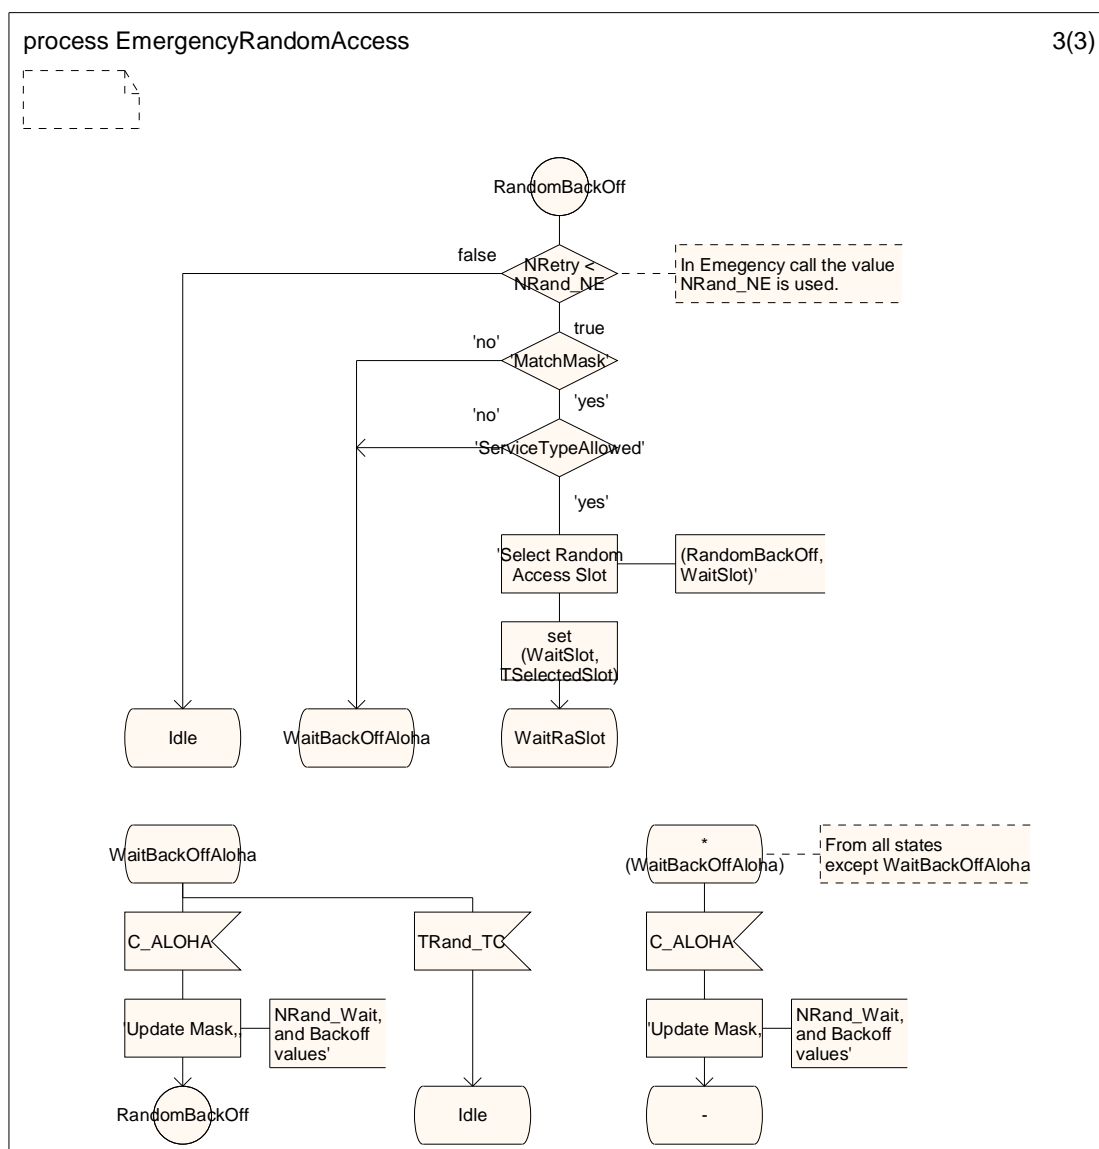 process EmergencyRandomAccess
3(3)
RandomBackOff
false
NRetry <
NRand_NE
In Emegency call the value
NRand_NE is used.
true
'no'
'MatchMask'
'yes'
'no'
'ServiceTypeAllowed'
'yes'
'Select Random
Access Slot
(RandomBackOff,
WaitSlot)'
set
(WaitSlot,
TSelectedSlot)
Idle
WaitBackOffAloha
WaitRaSlot
WaitBackOffAloha
*
(WaitBackOffAloha)
From all states
except WaitBackOffAloha
C_ALOHA
TRand_TC
C_ALOHA
'Update Mask,,
NRand_Wait,
and Backoff
values'
'Update Mask,
NRand_Wait,
and Backoff
values'
RandomBackOff
Idle
-